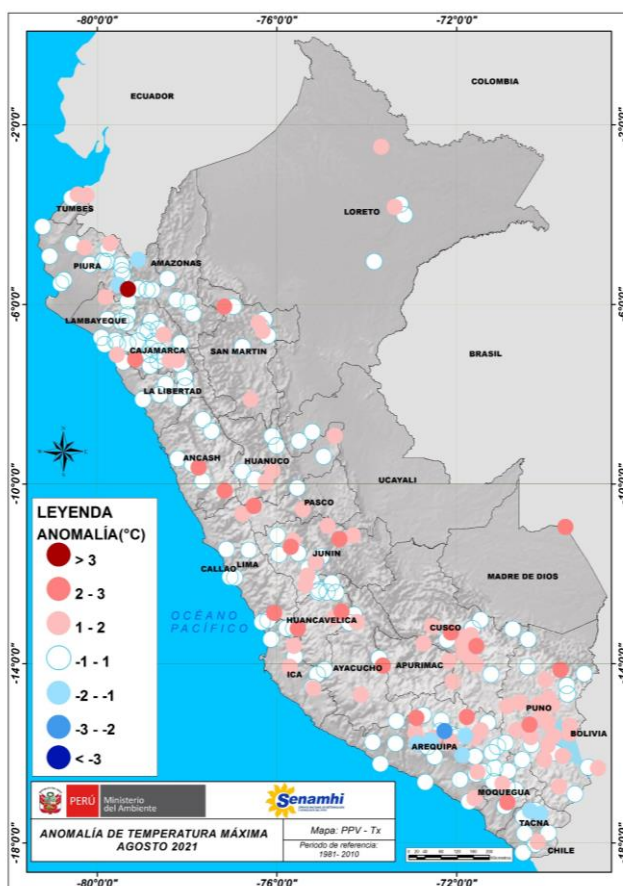 -80°0'0" -76°0'0" -72°0'0"
COLOMBIA
ECUADOR
-2°0'0" -2°0'0"
LORETO
TUMBES
AMAZONAS
PIURA
-6°0'0" -6°0'0"
LAMBAYEQUE
CAJAMARCA
SAN MARTIN
BRASIL
LA LIBERTAD
ANCASH
HUANUCO
UCAYALI
-10°0'0" -10°0'0"
PASCO
LEYENDA
ANOMALÍA(°C)
> 3
2 - 3
1 - 2
-1 - 1
-2 - -1
-3 - -2
< -3
CALLAO
LIMA
JUNIN
MADRE DE DIOS
OCÉANO
PACÍFICO
HUANCAVELICA
CUSCO
-14°0'0" -14°0'0"
ICA
AYACUCHO
APURIMAC
PUNO
BOLIVIA
AREQUIPA
MOQUEGUA
TACNA
CHILE
PERÚ
Ministerio
del Ambiente
Senamhi
ANOMALÍA DE TEMPERATURA MÁXIMA
AGOSTO 2021
Mapa: PPV - Tx
Periodo de referencia:
1981- 2010
-18°0'0" -18°0'0"
-80°0'0" -76°0'0" -72°0'0"